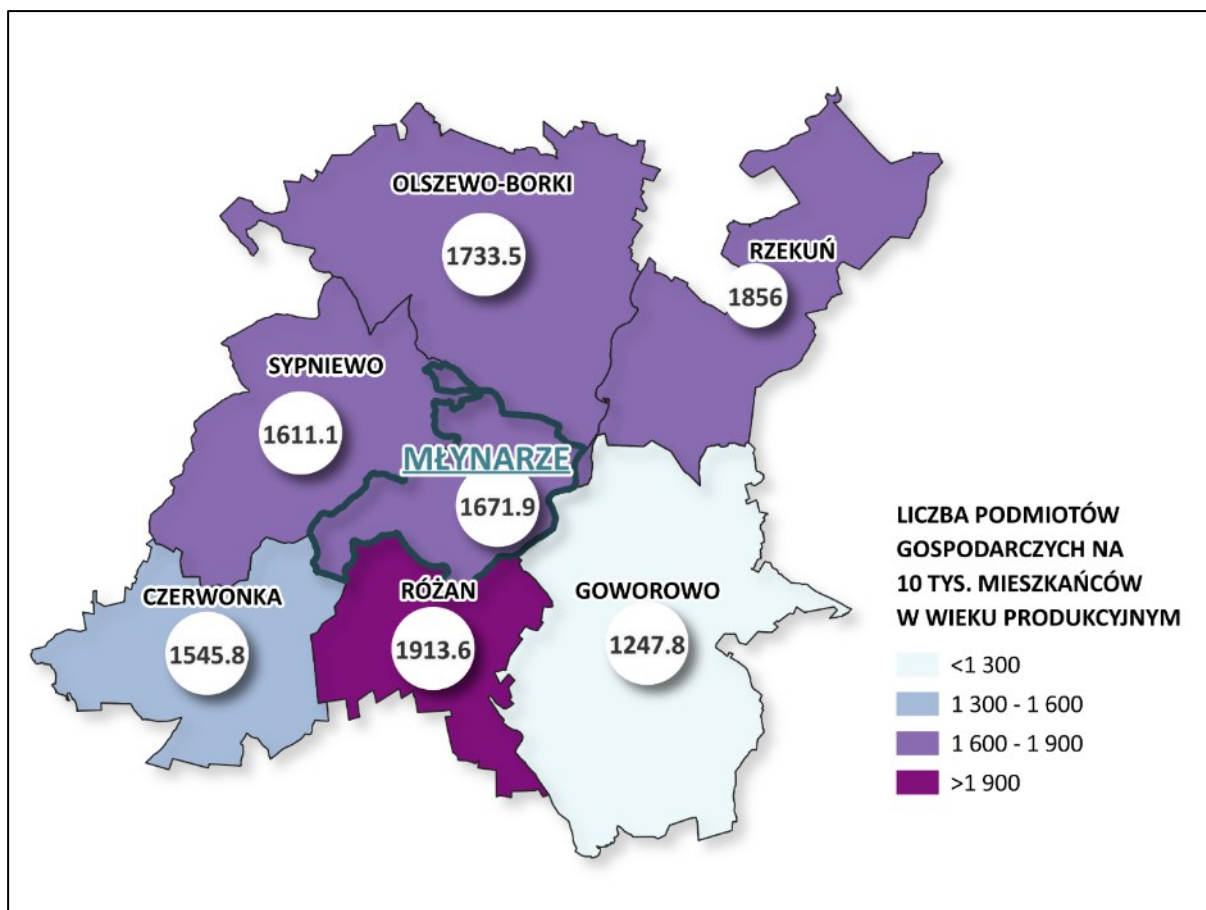 OLSZEWO-BORKI
1733.5
RZEKUŃ
1856
SYPNIEWO
1611.1
MŁYNARZE
1671.9
CZERWONKA
1545.8
RÓŻAN
1913.6
GOWOROWO
1247.8
LICZBA PODMIOTÓW
GOSPODARCZYCH NA
10 TYS. MIESZKAŃCÓW
W WIEKU PRODUKCYJNYM
<1 300
1 300 - 1 600
1 600 - 1 900
>1 900